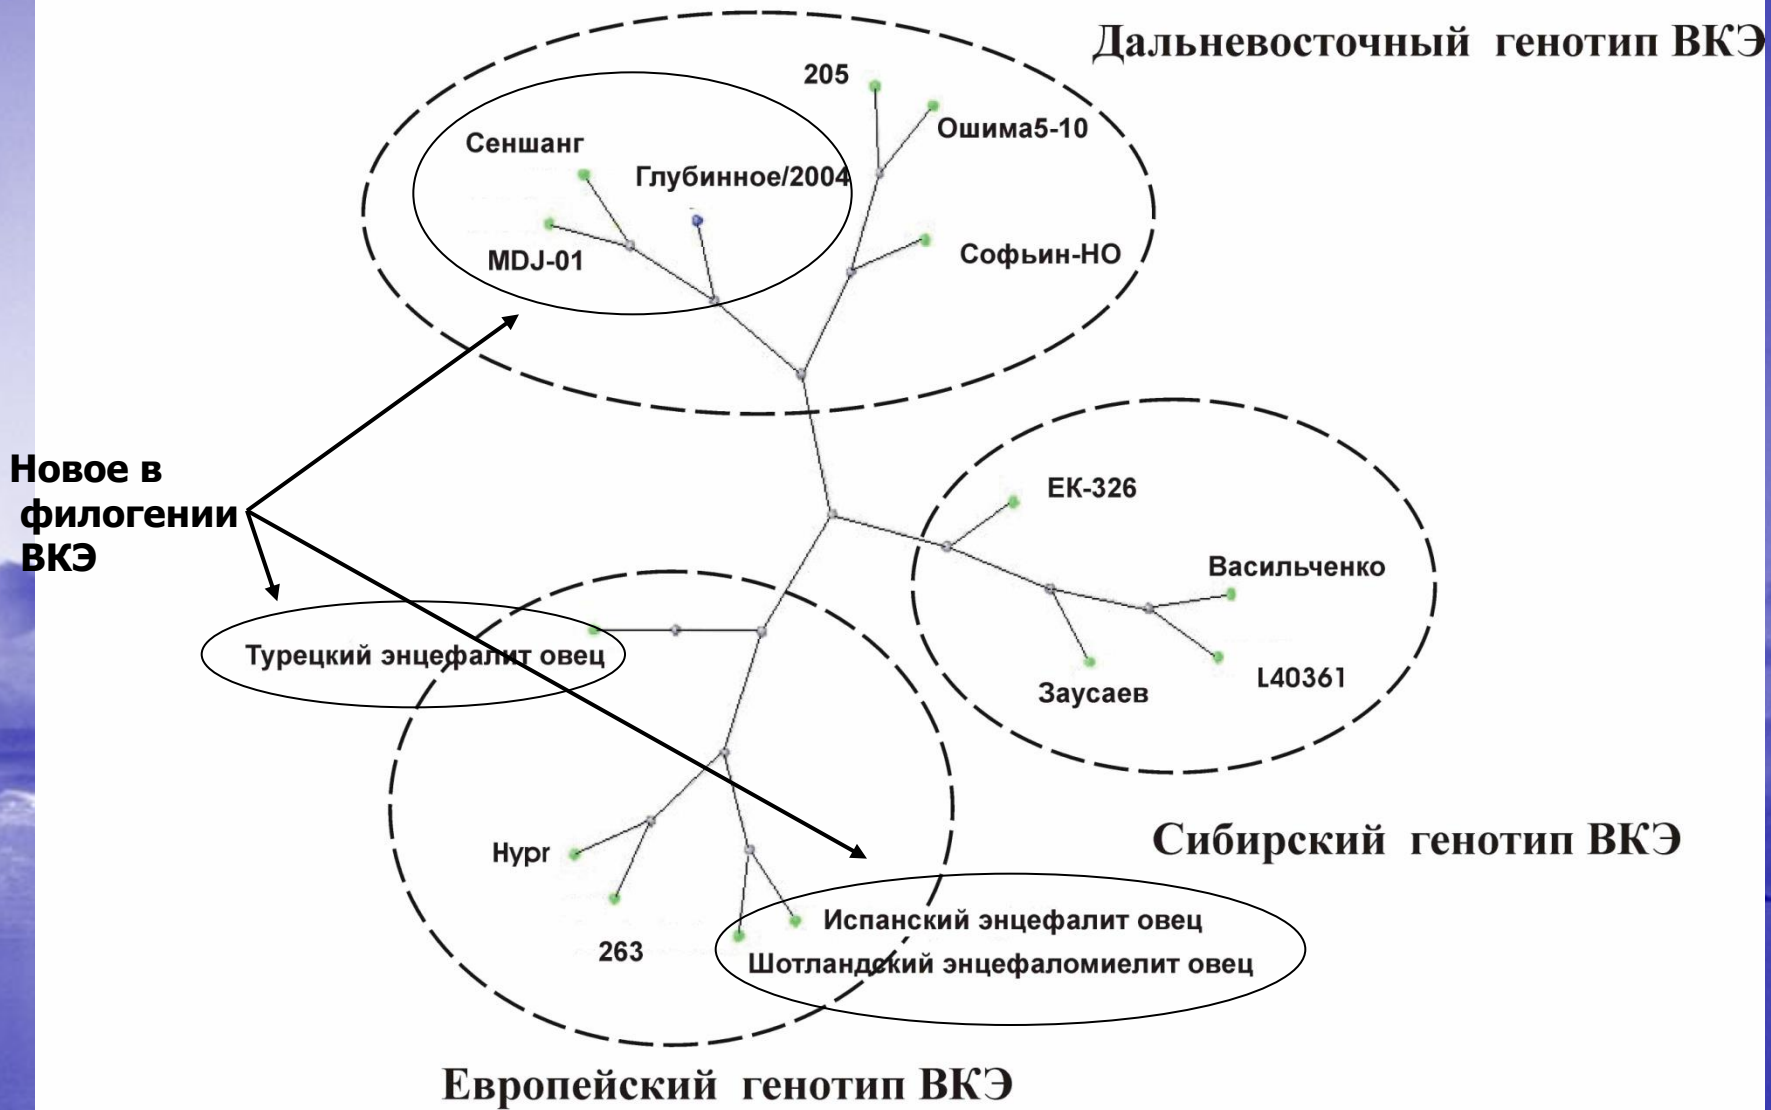 Дальневосточный генотип ВКЭ
205
Ошима5-10
Сеншанг
Глубинное/2004
MDJ-01
Софьин-НО
Новое в
филогении
ВКЭ
ЕК-326
Васильченко
Заусаев
L40361
Турецкий энцефалит овец
Сибирский генотип ВКЭ
Hypr
263
Испанский энцефалит овец
Шотландский энцефаломиелит овец
Европейский генотип ВКЭ